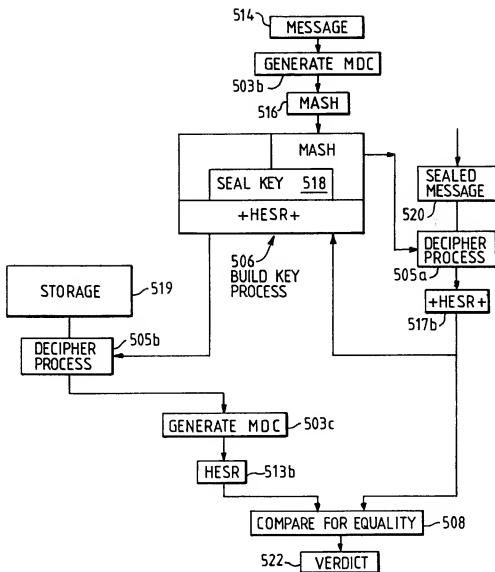 514
MESSAGE
GENERATE MDC
503b
516
MASH
MASH
SEAL KEY 518
+HESR+
506
BUILD KEY
PROCESS
SEALED
MESSAGE
520
DECIPHER
PROCESS
505a
+HESR+
517b
STORAGE
519
505b
DECIPHER
PROCESS
GENERATE MDC
503c
HESR
513b
COMPARE FOR EQUALITY
508
522
VERDICT